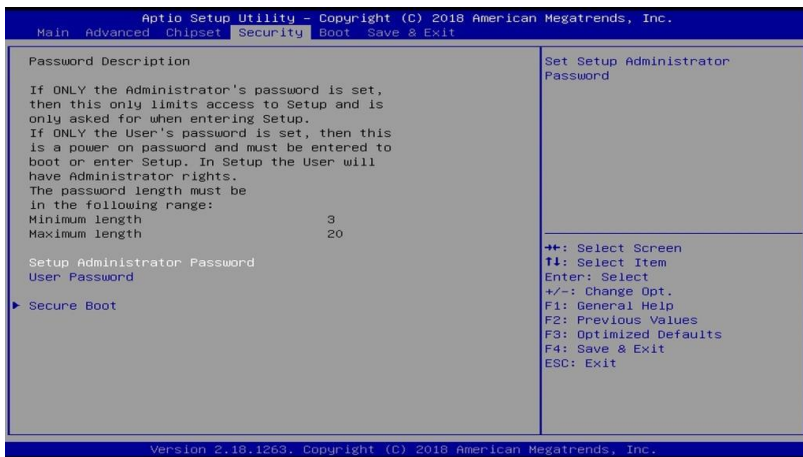 Aptio Setup Utility – Copyright (C) 2018 American Megatrends, Inc.
Main Advanced Chipset Security Boot Save & Exit
Password Description
If ONLY the Administrator's password is set,
then this only limits access to Setup and is
only asked for when entering Setup.
If ONLY the User's password is set, then this
is a power on password and must be entered to
boot or enter Setup. In Setup the User will
have Administrator rights.
The password length must be
in the following range:
Minimum length 3
Maximum length 20
Setup Administrator Password
User Password
► Secure Boot
Set Setup Administrator
Password
→←: Select Screen
↑↓: Select Item
Enter: Select
+/-: Change Opt.
F1: General Help
F2: Previous Values
F3: Optimized Defaults
F4: Save & Exit
ESC: Exit
Version 2.18.1263. Copyright (C) 2018 American Megatrends, Inc.